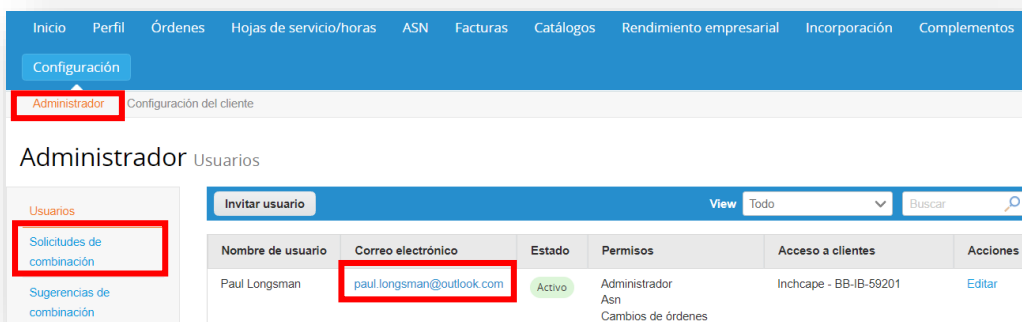 Inicio Perfil Órdenes Hojas de servicio/horas ASN Facturas Catálogos Rendimiento empresarial Incorporación Complementos
Configuración
Administrador Configuración del cliente
Administrador Usuarios
Usuarios
Solicitudes de
combinación
Sugerencias de
combinación
Invitar usuario View Todo Buscar
Nombre de usuario Correo electrónico Estado Permisos Acceso a clientes Acciones
Paul Longsman paul.longsman@outlook.com Activo Administrador Inchcape - BB-IB-59201 Editar
Asn
Cambios de órdenes